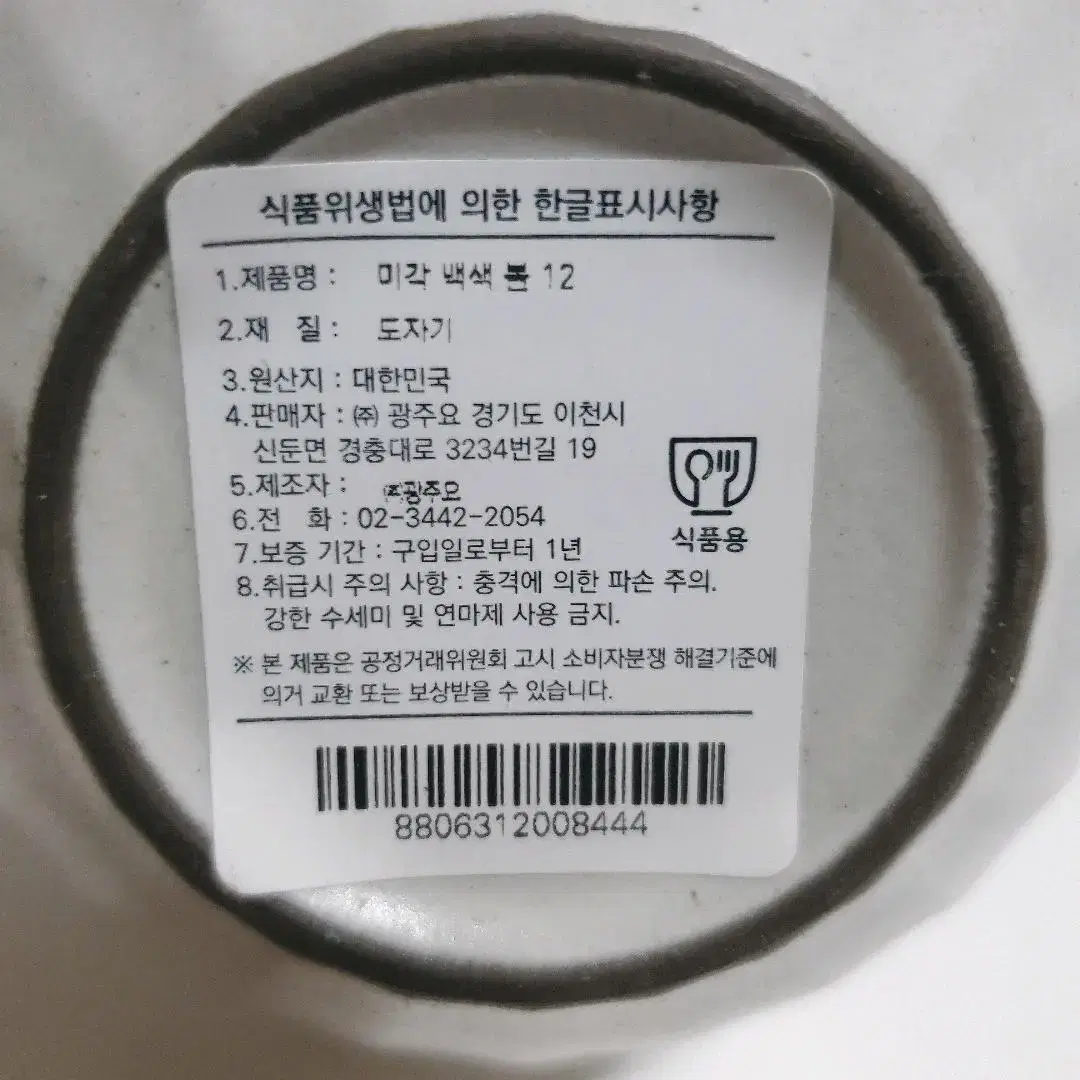 식품위생법에 의한 한글표시사항
1.제품명 : 미각 백색 볼 12
2.재 질 : 도자기
3.원산지 : 대한민국
4.판매자 : ㈜ 광주요 경기도 이천시
신둔면 경충대로 3234번길 19
5.제조자 : ㈜광주요
6.전 화 : 02-3442-2054
7.보증 기간 : 구입일로부터 1년
8.취급시 주의 사항 : 충격에 의한 파손 주의.
강한 수세미 및 연마제 사용 금지.
식품용
※ 본 제품은 공정거래위원회 고시 소비자분쟁 해결기준에
의거 교환 또는 보상받을 수 있습니다.
8806312008444